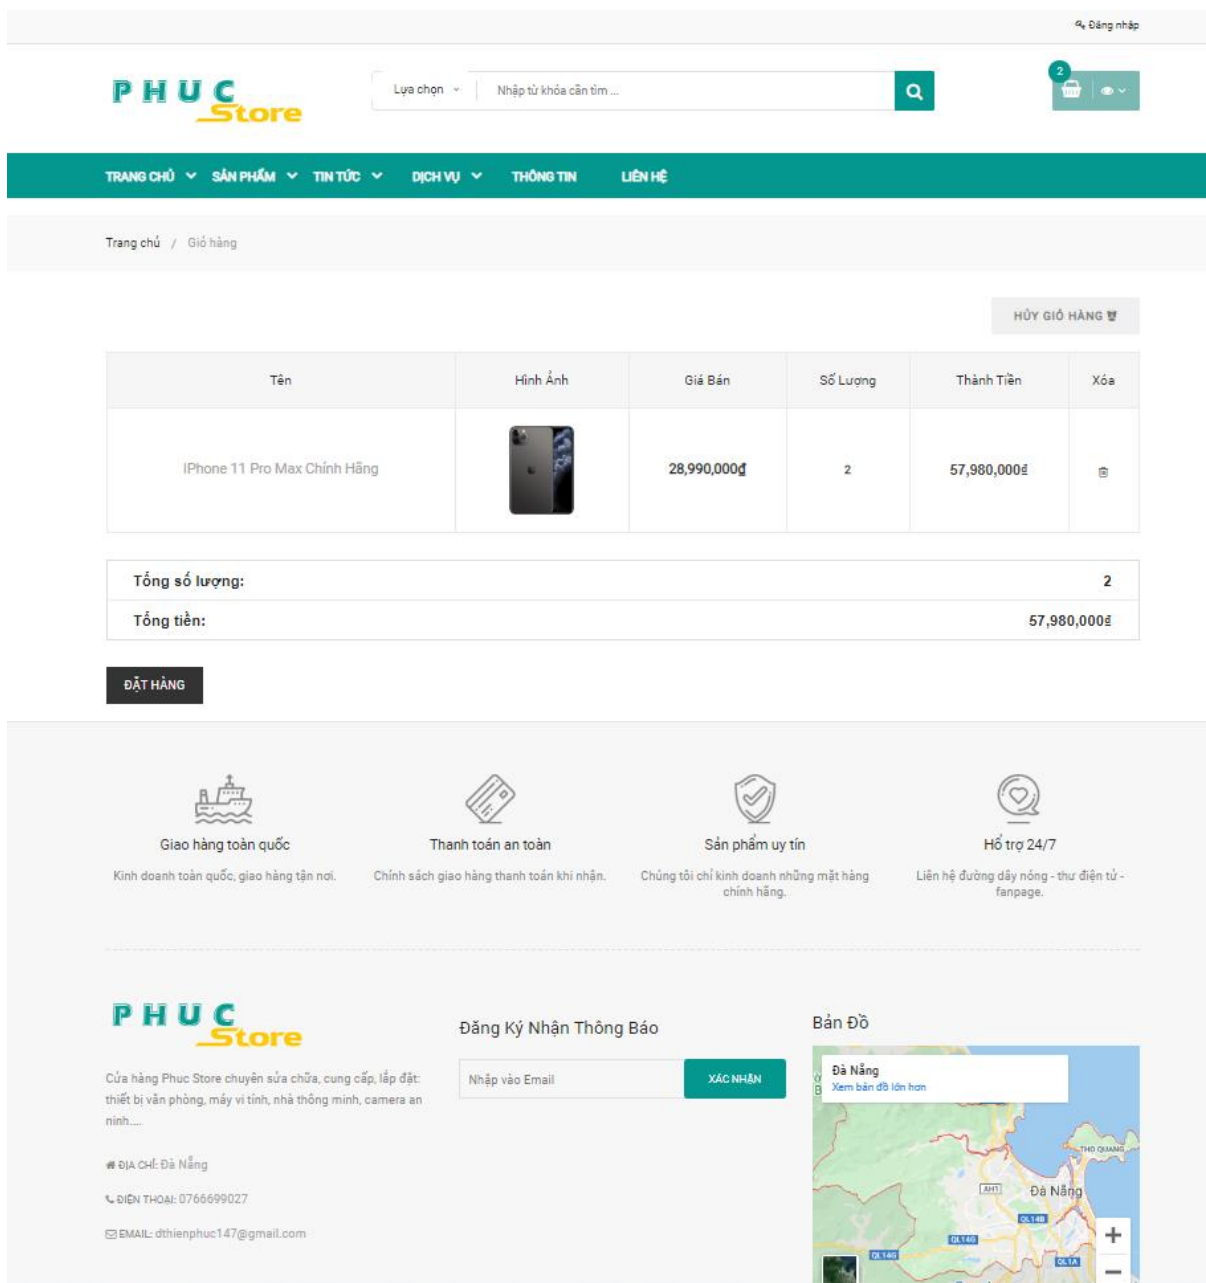 Đăng nhập
PHUC
Store
Lựa chọn
Nhập từ khóa cần tìm ...
2
TRANG CHỦ SẢN PHẨM TIN TỨC DỊCH VỤ THÔNG TIN LIÊN HỆ
Trang chủ / Giỏ hàng
HỦY GIỎ HÀNG
Tên Hình Ảnh Giá Bán Số Lượng Thành Tiền Xóa
IPhone 11 Pro Max Chính Hãng 28,990,000₫ 2 57,980,000₫
Tổng số lượng: 2
Tổng tiền: 57,980,000₫
ĐẶT HÀNG
Giao hàng toàn quốc
Kinh doanh toàn quốc, giao hàng tận nơi.
Thanh toán an toàn
Chính sách giao hàng thanh toán khi nhận.
Sản phẩm uy tín
Chúng tôi chỉ kinh doanh những mặt hàng
chính hãng.
Hổ trợ 24/7
Liên hệ đường dây nóng - thư điện tử -
fanpage.
PHUC
Store
Cửa hàng Phuc Store chuyên sửa chữa, cung cấp, lắp đặt:
thiết bị văn phòng, máy vi tính, nhà thông minh, camera an
ninh.....
ĐỊA CHỈ: Đà Nẵng
ĐIỆN THOẠI: 0766699027
EMAIL: dthienphuc147@gmail.com
Đăng Ký Nhận Thông Báo
Nhập vào Email
XÁC NHẬN
Bản Đồ
Đà Nẵng
Xem bản đồ lớn hơn
THO QUANG
AH1
Đà Nẵng
QL14B
QL14G
QL14G
QL1A
+
−